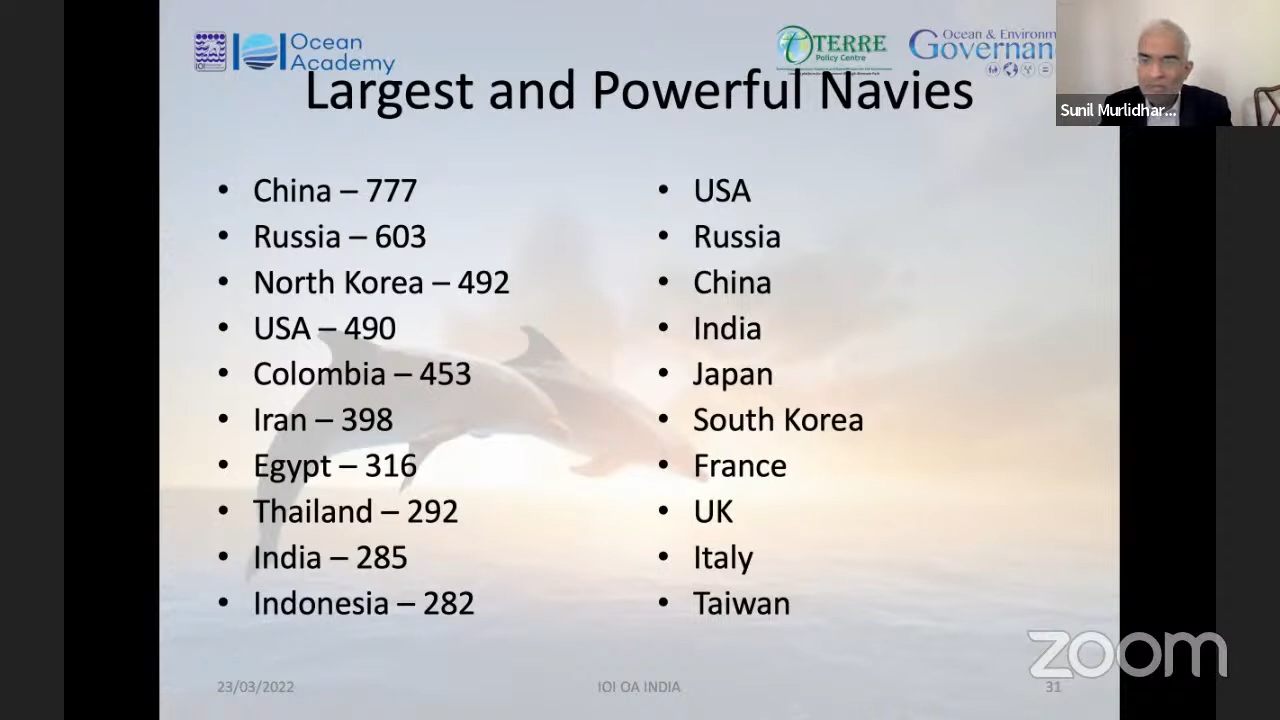 IOI
Ocean
Academy
TERRE
Policy Centre
Ocean & Environm
Governan
Largest and Powerful Navies
Sunil Murlidhar...
• China – 777
• Russia – 603
• North Korea – 492
• USA – 490
• Colombia – 453
• Iran – 398
• Egypt – 316
• Thailand – 292
• India – 285
• Indonesia – 282
• USA
• Russia
• China
• India
• Japan
• South Korea
• France
• UK
• Italy
• Taiwan
zoom
23/03/2022
IOI OA INDIA
31